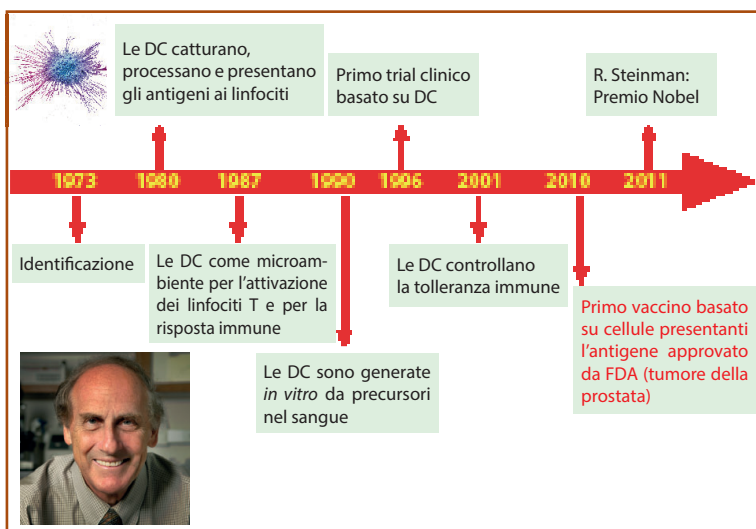 Le DC catturano,
processano e presentano
gli antigeni ai linfociti
Primo trial clinico
basato su DC
R. Steinman:
Premio Nobel
1973 1980 1987 1990 1996 2001 2010 2011
Identificazione
Le DC come microam-
biente per l'attivazione
dei linfociti T e per la
risposta immune
Le DC sono generate
in vitro da precursori
nel sangue
Le DC controllano
la tolleranza immune
Primo vaccino basato
su cellule presentanti
l'antigene approvato
da FDA (tumore della
prostata)